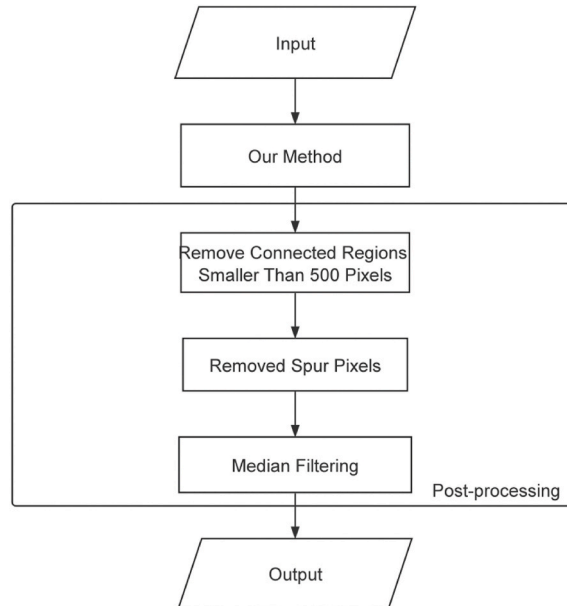 Input
Our Method
Remove Connected Regions
Smaller Than 500 Pixels
Removed Spur Pixels
Median Filtering
Post-processing
Output